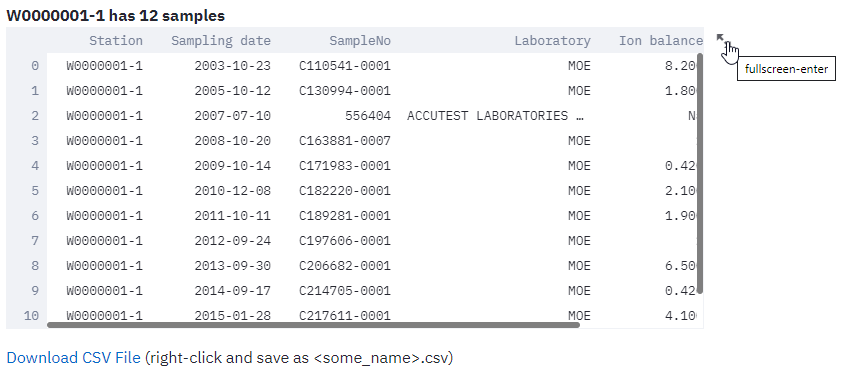 W0000001-1 has 12 samples
Station Sampling date SampleNo Laboratory Ion balance
0 W0000001-1 2003-10-23 C110541-0001 MOE 8.20
fullscreen-enter
1 W0000001-1 2005-10-12 C130994-0001 MOE 1.80
2 W0000001-1 2007-07-10 556404 ACCUTEST LABORATORIES … N
3 W0000001-1 2008-10-20 C163881-0007 MOE
4 W0000001-1 2009-10-14 C171983-0001 MOE 0.42
5 W0000001-1 2010-12-08 C182220-0001 MOE 2.10
6 W0000001-1 2011-10-11 C189281-0001 MOE 1.90
7 W0000001-1 2012-09-24 C197606-0001 MOE
8 W0000001-1 2013-09-30 C206682-0001 MOE 6.50
9 W0000001-1 2014-09-17 C214705-0001 MOE 0.42
10 W0000001-1 2015-01-28 C217611-0001 MOE 4.10
Download CSV File (right-click and save as <some_name>.csv)